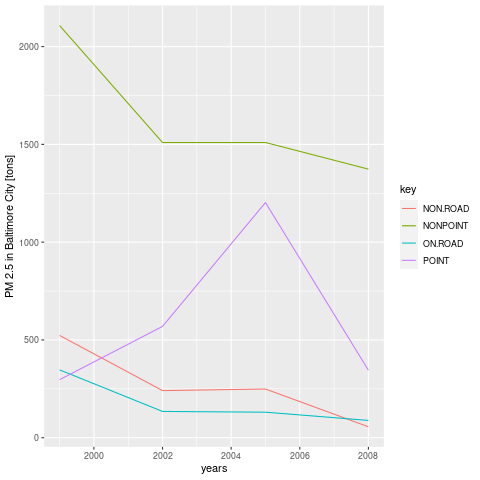 PM 2.5 in Baltimore City [tons]
2000
1500
1000
500
0
2000
2002
2004
2006
2008
years
key
NON.ROAD
NONPOINT
ON.ROAD
POINT